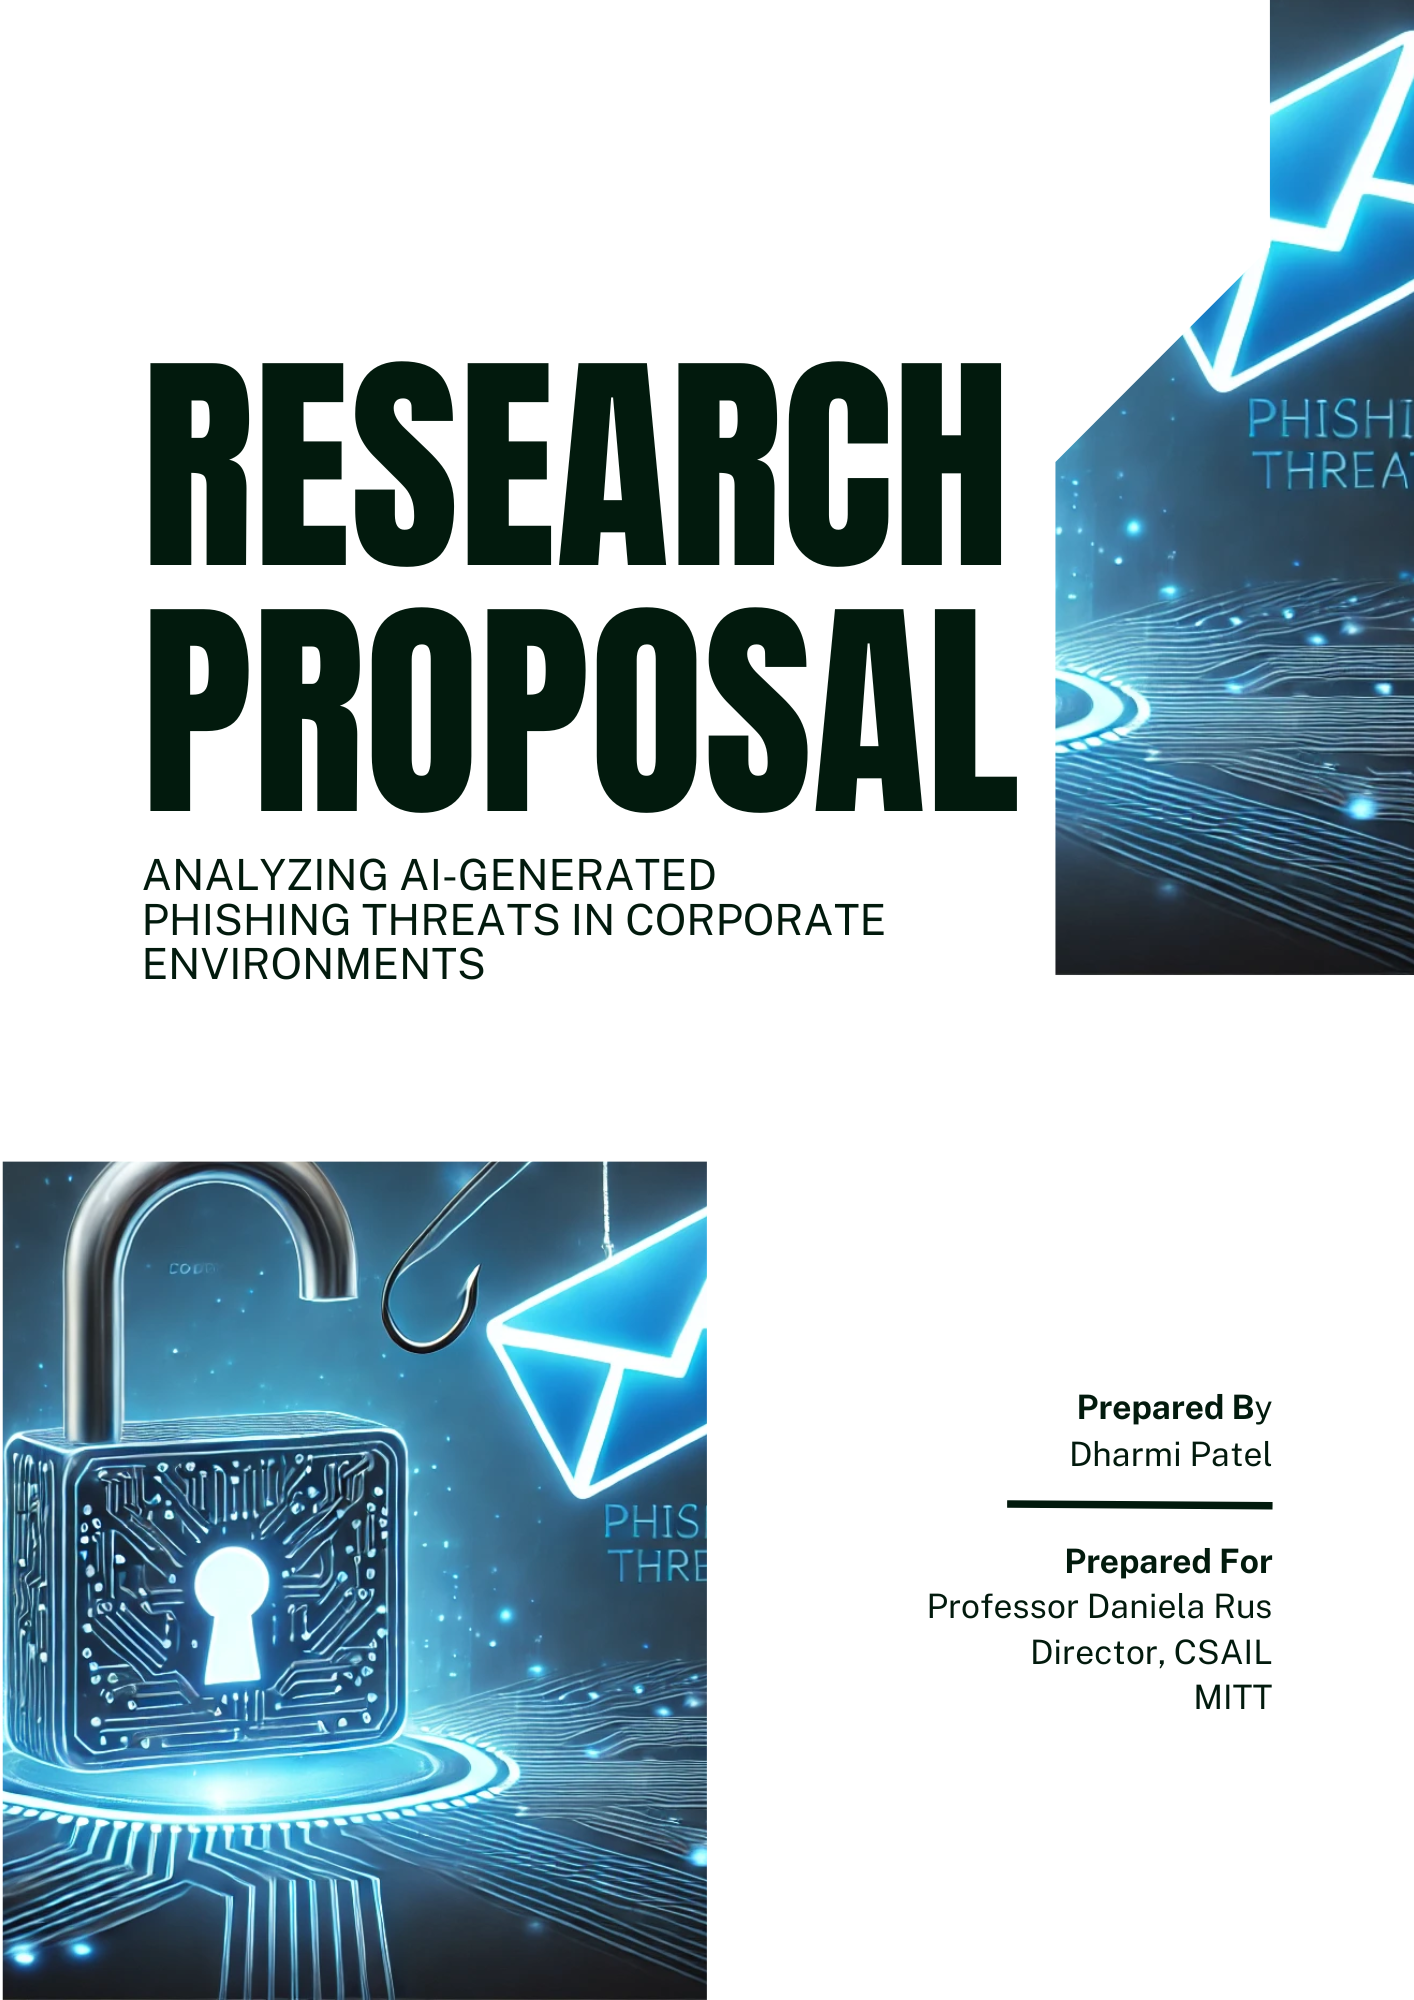 PHISHI
THREA
RESEARCH
PROPOSAL
ANALYZING AI-GENERATED
PHISHING THREATS IN CORPORATE
ENVIRONMENTS
PHIS
THRE
Prepared By
Dharmi Patel
Prepared For
Professor Daniela Rus
Director, CSAIL
MITT